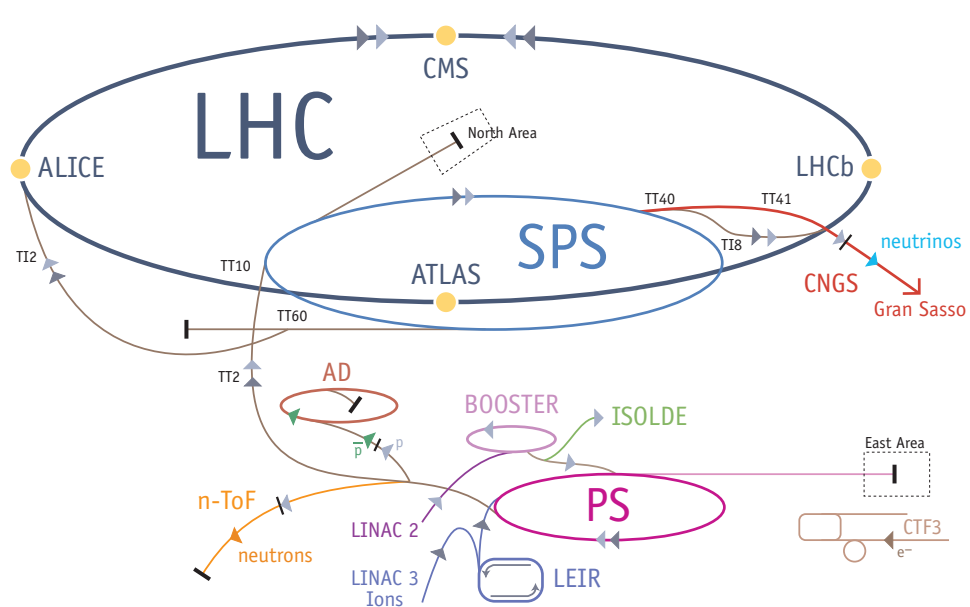 CMS
LHC
North Area
ALICE
LHCb
TT40
TT41
SPS
TI2
TI8
neutrinos
TT10
ATLAS
CNGS
Gran Sasso
TT60
TT2
AD
BOOSTER
ISOLDE
p
p̅
East Area
n-ToF
PS
LINAC 2
CTF3
neutrons
e⁻
LINAC 3
Ions
LEIR